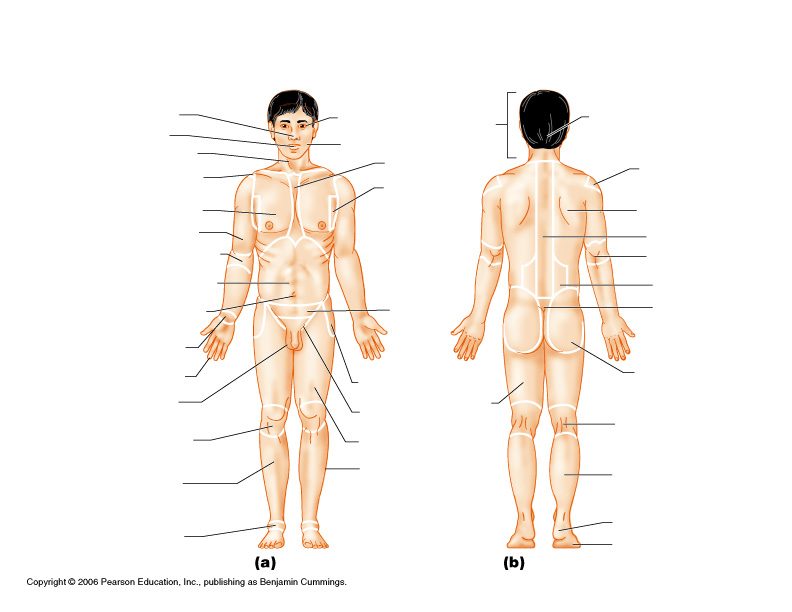 (a)
(b)
Copyright © 2006 Pearson Education, Inc., publishing as Benjamin Cummings.